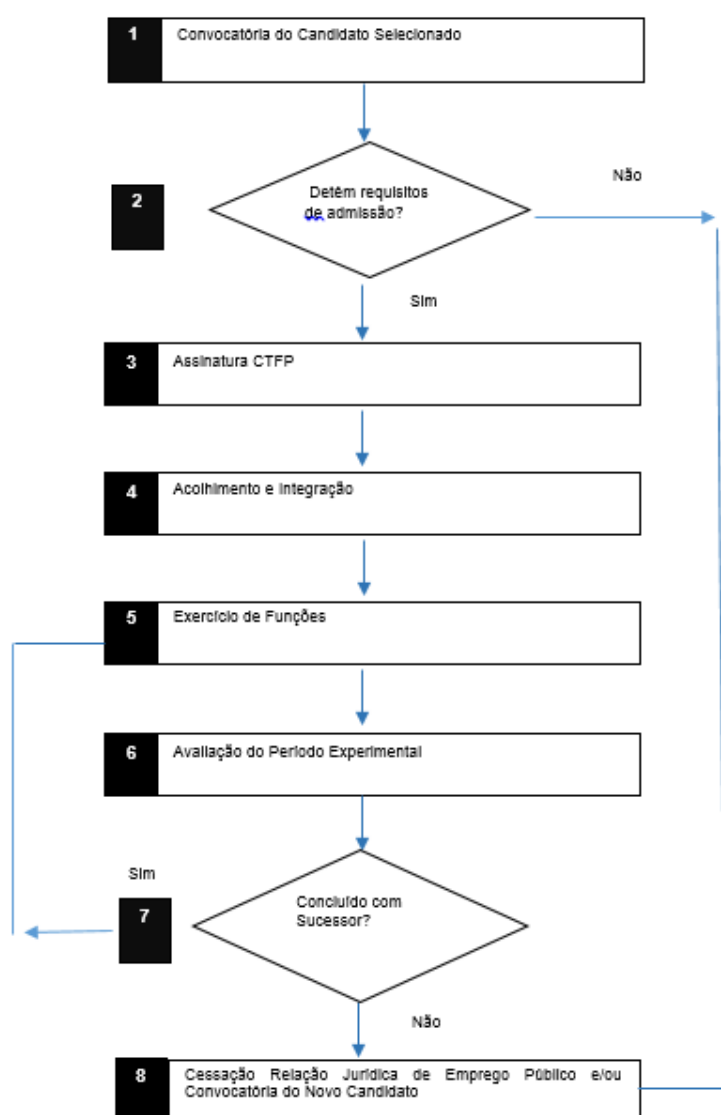 1
Convocatória do Candidato Selecionado
Não
2
Detêm requisitos
de admissão?
Sim
3
Assinatura CTFP
4
Acolhimento e Integração
5
Exercício de Funções
6
Avaliação do Período Experimental
Sim
7
Concluído com
Sucessor?
Não
8
Cessação Relação Jurídica de Emprego Público e/ou
Convocatória do Novo Candidato